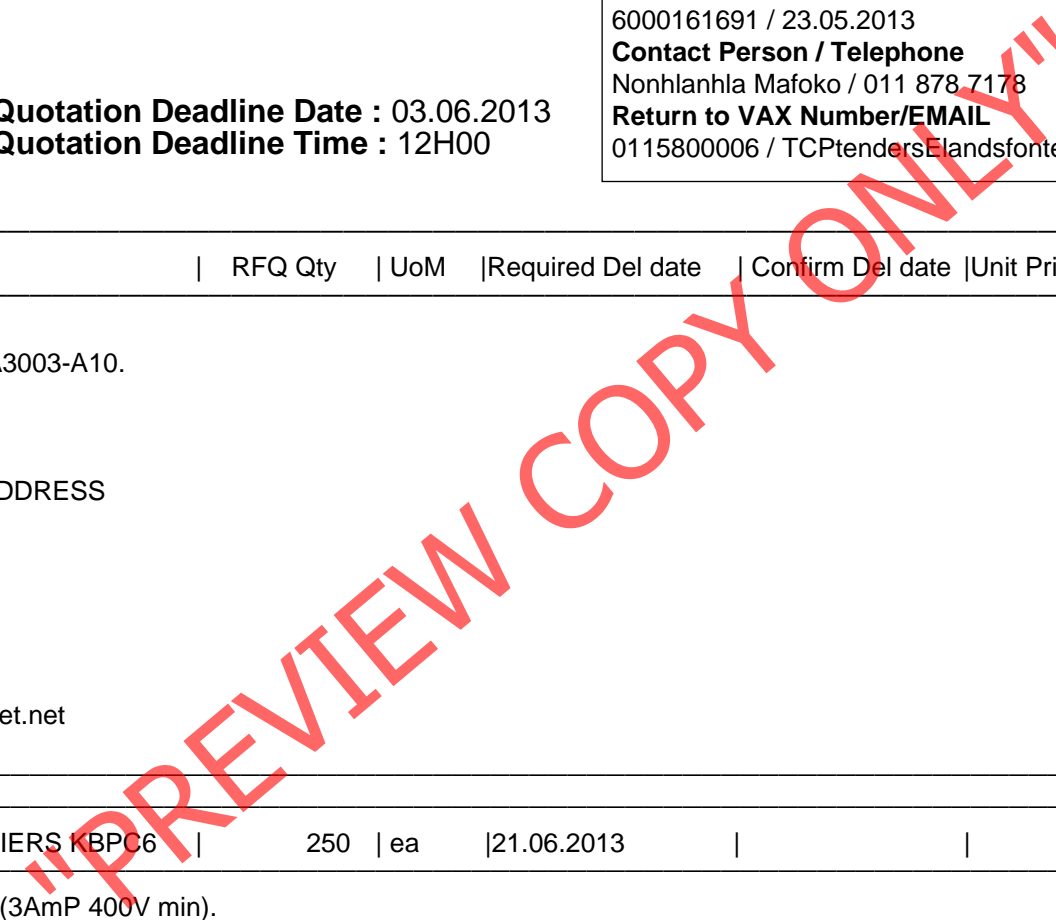 6000161691 / 23.05.2013
Contact Person / Telephone
Nonhlanhla Mafoko / 011 878 7178
Quotation Deadline Date : 03.06.2013
Return to VAX Number/EMAIL
Quotation Deadline Time : 12H00
0115800006 / TCPtendersElandsfonte
| RFQ Qty | UoM |Required Del date | Confirm Del date |Unit Pri
3003-A10.
DDRESS
et.net
IERS KBPC6 | 250 | ea |21.06.2013 | |
(3AmP 400V min).
"PREVIEW COPY ONLY"